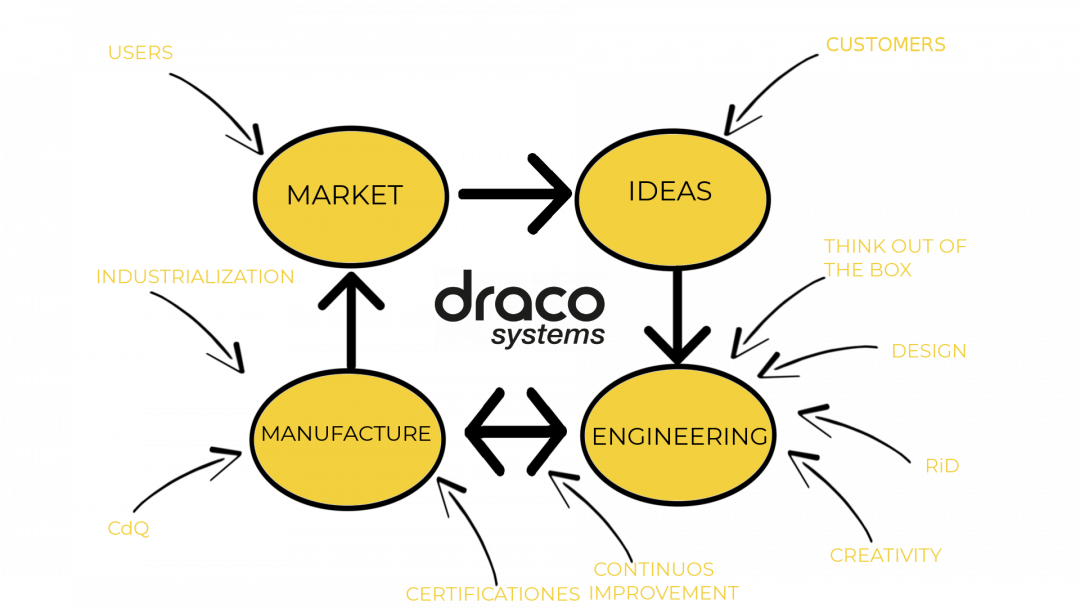 USERS
CUSTOMERS
MARKET
IDEAS
THINK OUT OF
THE BOX
INDUSTRIALIZATION
draco
systems
DESIGN
MANUFACTURE
ENGINEERING
RiD
CdQ
CREATIVITY
CONTINUOS
IMPROVEMENT
CERTIFICATIONES